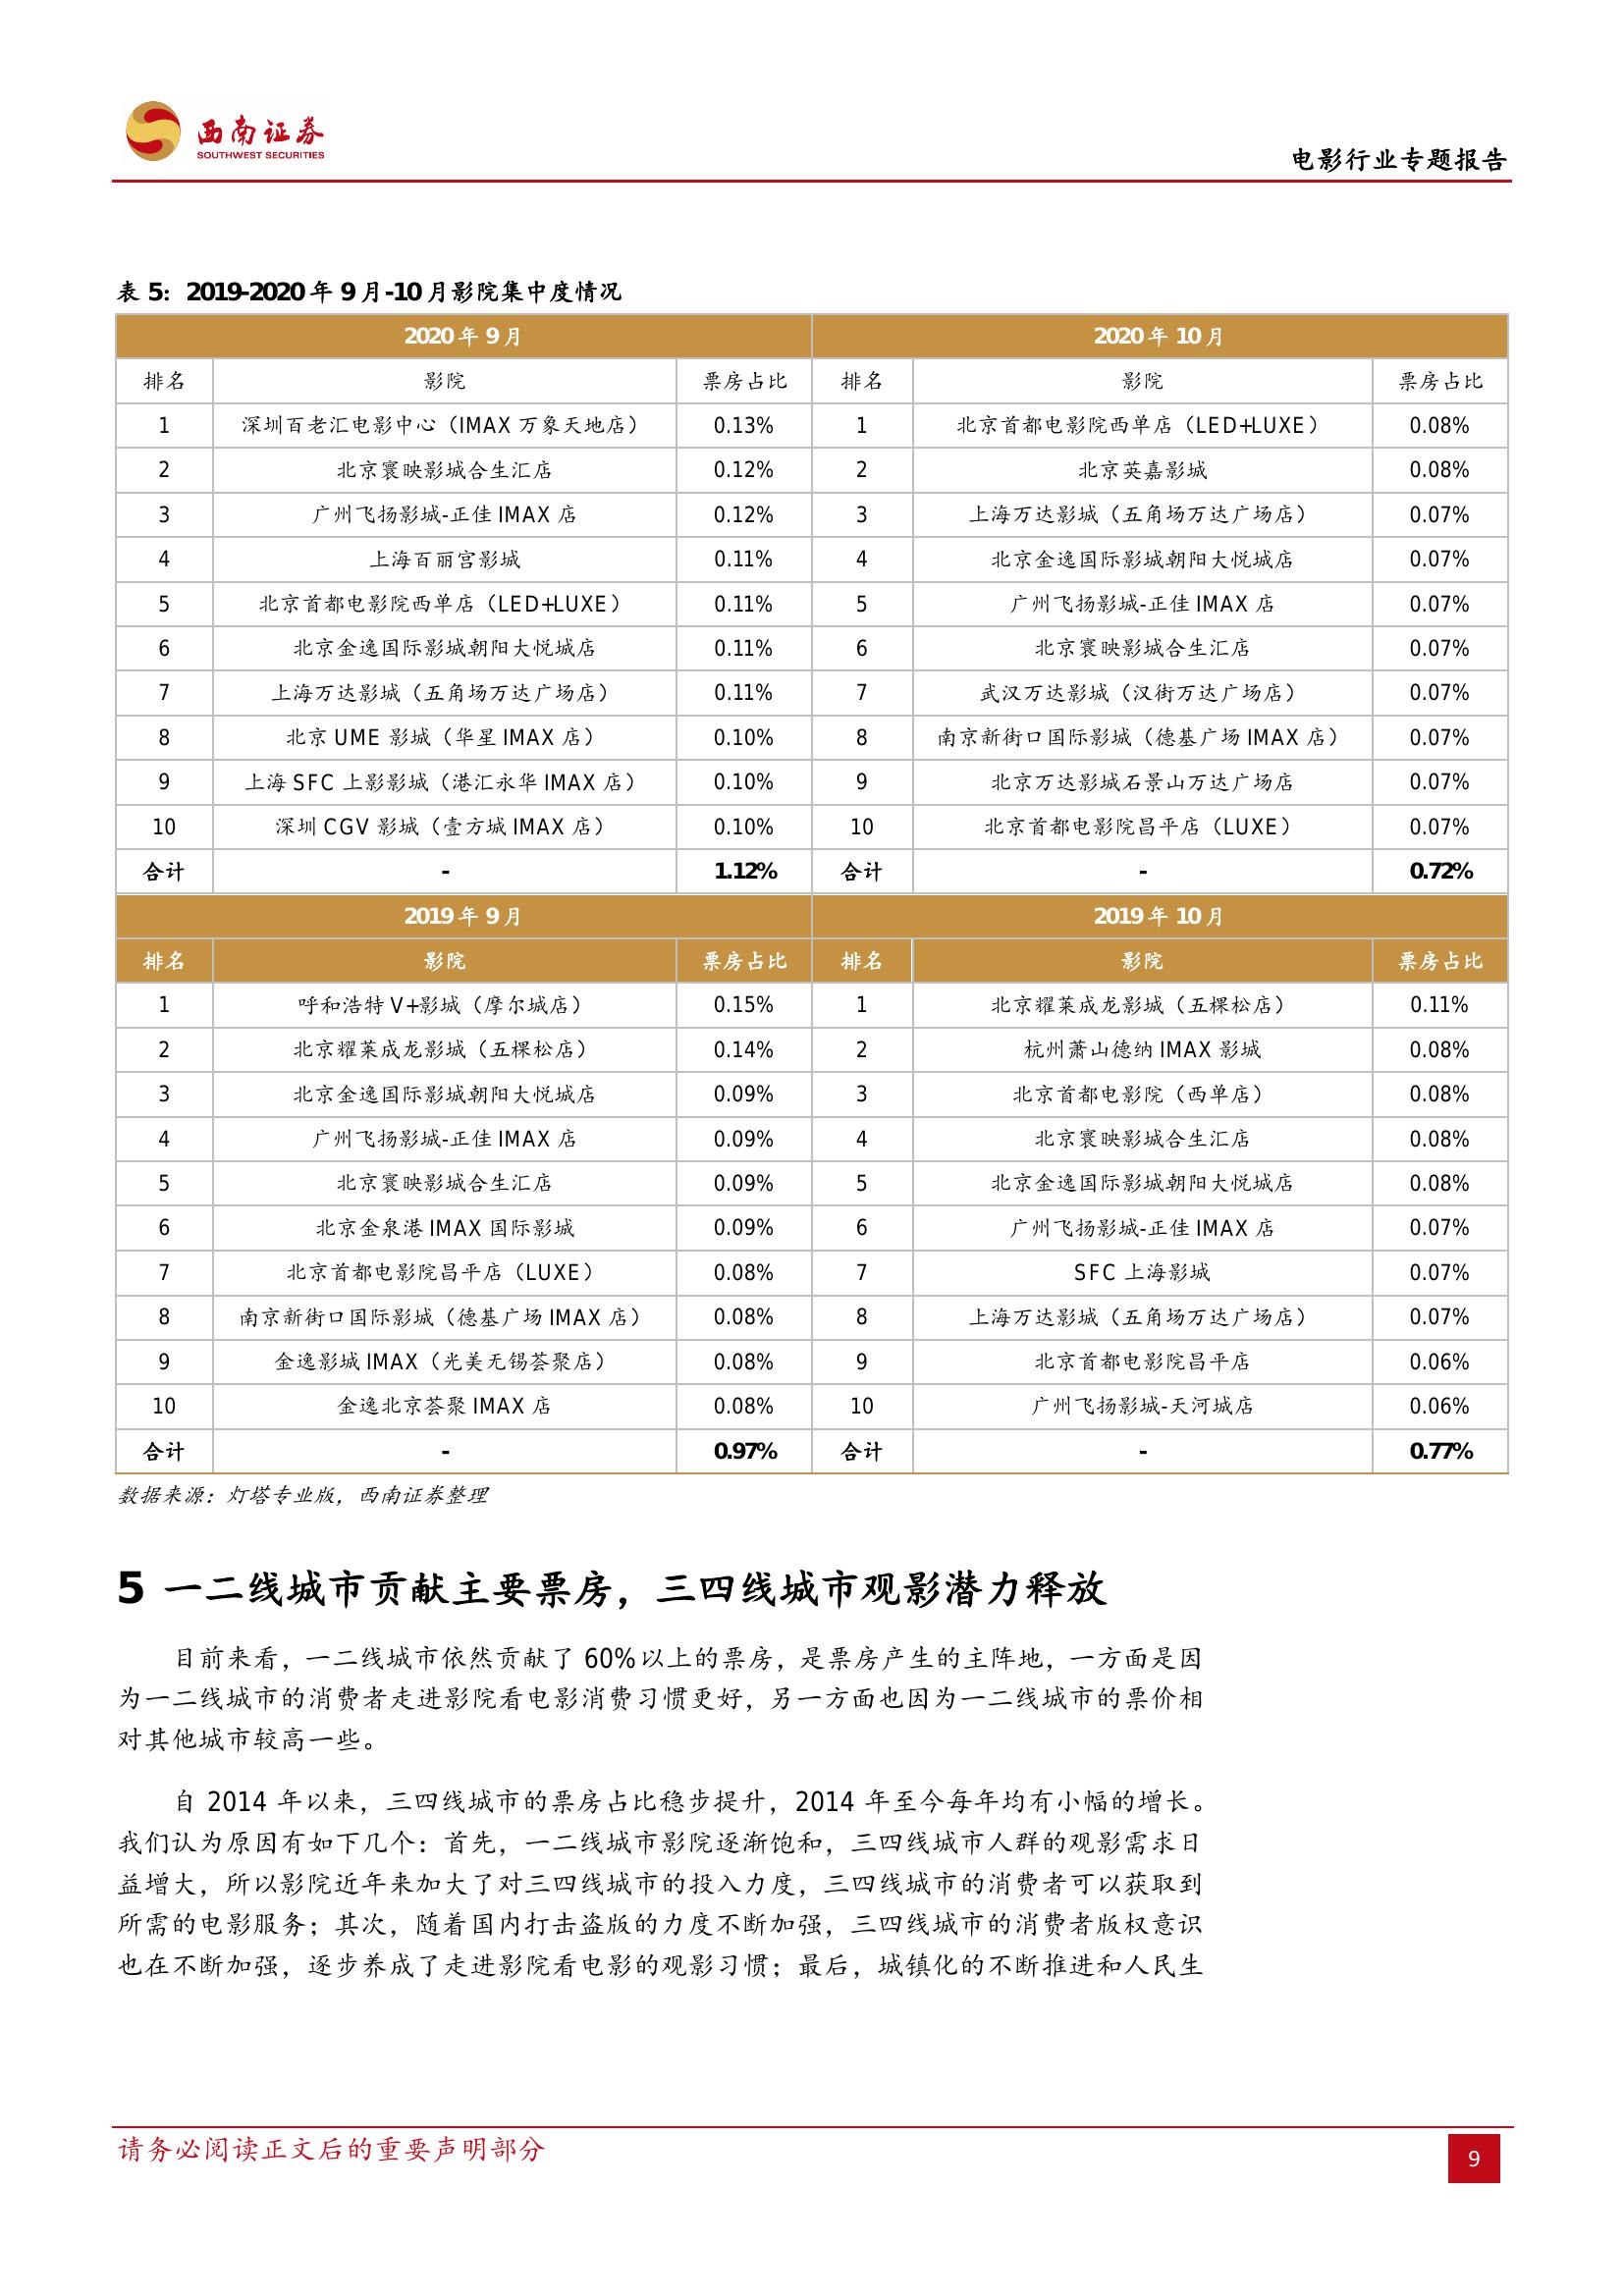 西南证券
SOUTHWEST SECURITIES
电影行业专题报告
表 5：2019-2020 年 9 月-10 月影院集中度情况
2020 年 9 月 2020 年 10 月
排名 影院 票房占比 排名 影院 票房占比
1 深圳百老汇电影中心（IMAX 万象天地店） 0.13% 1 北京首都电影院西单店（LED+LUXE） 0.08%
2 北京寰映影城合生汇店 0.12% 2 北京英嘉影城 0.08%
3 广州飞扬影城-正佳 IMAX 店 0.12% 3 上海万达影城（五角场万达广场店） 0.07%
4 上海百丽宫影城 0.11% 4 北京金逸国际影城朝阳大悦城店 0.07%
5 北京首都电影院西单店（LED+LUXE） 0.11% 5 广州飞扬影城-正佳 IMAX 店 0.07%
6 北京金逸国际影城朝阳大悦城店 0.11% 6 北京寰映影城合生汇店 0.07%
7 上海万达影城（五角场万达广场店） 0.11% 7 武汉万达影城（汉街万达广场店） 0.07%
8 北京 UME 影城（华星 IMAX 店） 0.10% 8 南京新街口国际影城（德基广场 IMAX 店） 0.07%
9 上海 SFC 上影影城（港汇永华 IMAX 店） 0.10% 9 北京万达影城石景山万达广场店 0.07%
10 深圳 CGV 影城（壹方城 IMAX 店） 0.10% 10 北京首都电影院昌平店（LUXE） 0.07%
合计 - 1.12% 合计 - 0.72%
2019 年 9 月 2019 年 10 月
排名 影院 票房占比 排名 影院 票房占比
1 呼和浩特 V+影城（摩尔城店） 0.15% 1 北京耀莱成龙影城（五棵松店） 0.11%
2 北京耀莱成龙影城（五棵松店） 0.14% 2 杭州萧山德纳 IMAX 影城 0.08%
3 北京金逸国际影城朝阳大悦城店 0.09% 3 北京首都电影院（西单店） 0.08%
4 广州飞扬影城-正佳 IMAX 店 0.09% 4 北京寰映影城合生汇店 0.08%
5 北京寰映影城合生汇店 0.09% 5 北京金逸国际影城朝阳大悦城店 0.08%
6 北京金泉港 IMAX 国际影城 0.09% 6 广州飞扬影城-正佳 IMAX 店 0.07%
7 北京首都电影院昌平店（LUXE） 0.08% 7 SFC 上海影城 0.07%
8 南京新街口国际影城（德基广场 IMAX 店） 0.08% 8 上海万达影城（五角场万达广场店） 0.07%
9 金逸影城 IMAX（光美无锡荟聚店） 0.08% 9 北京首都电影院昌平店 0.06%
10 金逸北京荟聚 IMAX 店 0.08% 10 广州飞扬影城-天河城店 0.06%
合计 - 0.97% 合计 - 0.77%
数据来源：灯塔专业版，西南证券整理
5 一二线城市贡献主要票房，三四线城市观影潜力释放
目前来看，一二线城市依然贡献了 60%以上的票房，是票房产生的主阵地，一方面是因
为一二线城市的消费者走进影院看电影消费习惯更好，另一方面也因为一二线城市的票价相
对其他城市较高一些。
自 2014 年以来，三四线城市的票房占比稳步提升，2014 年至今每年均有小幅的增长。
我们认为原因有如下几个：首先，一二线城市影院逐渐饱和，三四线城市人群的观影需求日
益增大，所以影院近年来加大了对三四线城市的投入力度，三四线城市的消费者可以获取到
所需的电影服务；其次，随着国内打击盗版的力度不断加强，三四线城市的消费者版权意识
也在不断加强，逐步养成了走进影院看电影的观影习惯；最后，城镇化的不断推进和人民生
请务必阅读正文后的重要声明部分
9